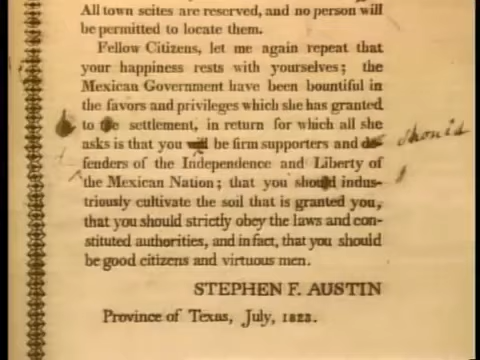 All town scites are reserved, and no person will
be permitted to locate them.
Fellow Citizens, let me again repeat that
your happiness rests with yourselves; the
Mexican Government have been bountiful in
the favors and privileges which she has granted
to the settlement, in return for which all she
asks is that you will be firm supporters and de-
should
fenders of the Independence and Liberty of
the Mexican Nation; that you should indus-
triously cultivate the soil that is granted you,
that you should strictly obey the laws and con-
stituted authorities, and in fact, that you should
be good citizens and virtuous men.
STEPHEN F. AUSTIN
Province of Texas, July, 1823.